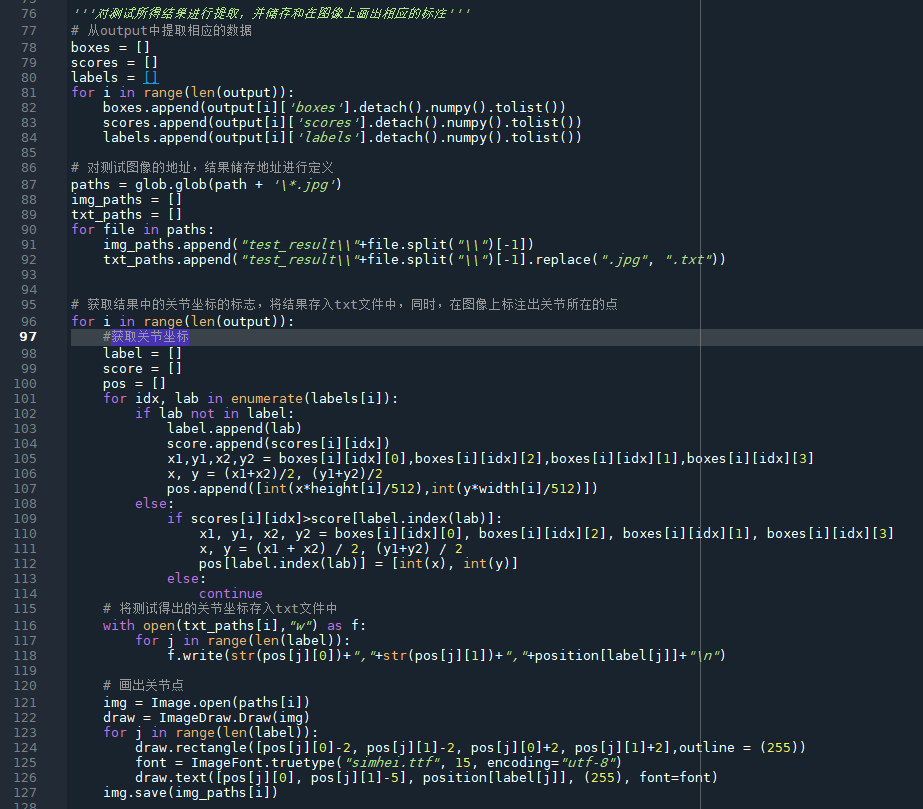 76 '''对测试所得结果进行提取，并储存和在图像上画出相应的标注'''
77 # 从output中提取相应的数据
78 boxes = []
79 scores = []
80 labels = []
81 for i in range(len(output)):
82     boxes.append(output[i]['boxes'].detach().numpy().tolist())
83     scores.append(output[i]['scores'].detach().numpy().tolist())
84     labels.append(output[i]['labels'].detach().numpy().tolist())
85
86 # 对测试图像的地址，结果储存地址进行定义
87 paths = glob.glob(path + '\*.jpg')
88 img_paths = []
89 txt_paths = []
90 for file in paths:
91     img_paths.append("test_result\\"+file.split("\\")[-1])
92     txt_paths.append("test_result\\"+file.split("\\")[-1].replace(".jpg", ".txt"))
93
94
95 # 获取结果中的关节坐标的标志，将结果存入txt文件中，同时，在图像上标注出关节所在的点
96 for i in range(len(output)):
97     #获取关节坐标
98     label = []
99     score = []
100     pos = []
101     for idx, lab in enumerate(labels[i]):
102         if lab not in label:
103             label.append(lab)
104             score.append(scores[i][idx])
105             x1,y1,x2,y2 = boxes[i][idx][0],boxes[i][idx][2],boxes[i][idx][1],boxes[i][idx][3]
106             x, y = (x1+x2)/2, (y1+y2)/2
107             pos.append([int(x*height[i]/512),int(y*width[i]/512)])
108         else:
109             if scores[i][idx]>score[label.index(lab)]:
110                 x1, y1, x2, y2 = boxes[i][idx][0], boxes[i][idx][2], boxes[i][idx][1], boxes[i][idx][3]
111                 x, y = (x1 + x2) / 2, (y1+y2) / 2
112                 pos[label.index(lab)] = [int(x), int(y)]
113             else:
114                 continue
115     # 将测试得出的关节坐标存入txt文件中
116     with open(txt_paths[i],"w") as f:
117         for j in range(len(label)):
118             f.write(str(pos[j][0])+","+str(pos[j][1])+","+position[label[j]]+"\n")
119
120     # 画出关节点
121     img = Image.open(paths[i])
122     draw = ImageDraw.Draw(img)
123     for j in range(len(label)):
124         draw.rectangle([pos[j][0]-2, pos[j][1]-2, pos[j][0]+2, pos[j][1]+2],outline = (255))
125         font = ImageFont.truetype("simhei.ttf", 15, encoding="utf-8")
126         draw.text([pos[j][0], pos[j][1]-5], position[label[j]], (255), font=font)
127     img.save(img_paths[i])
128